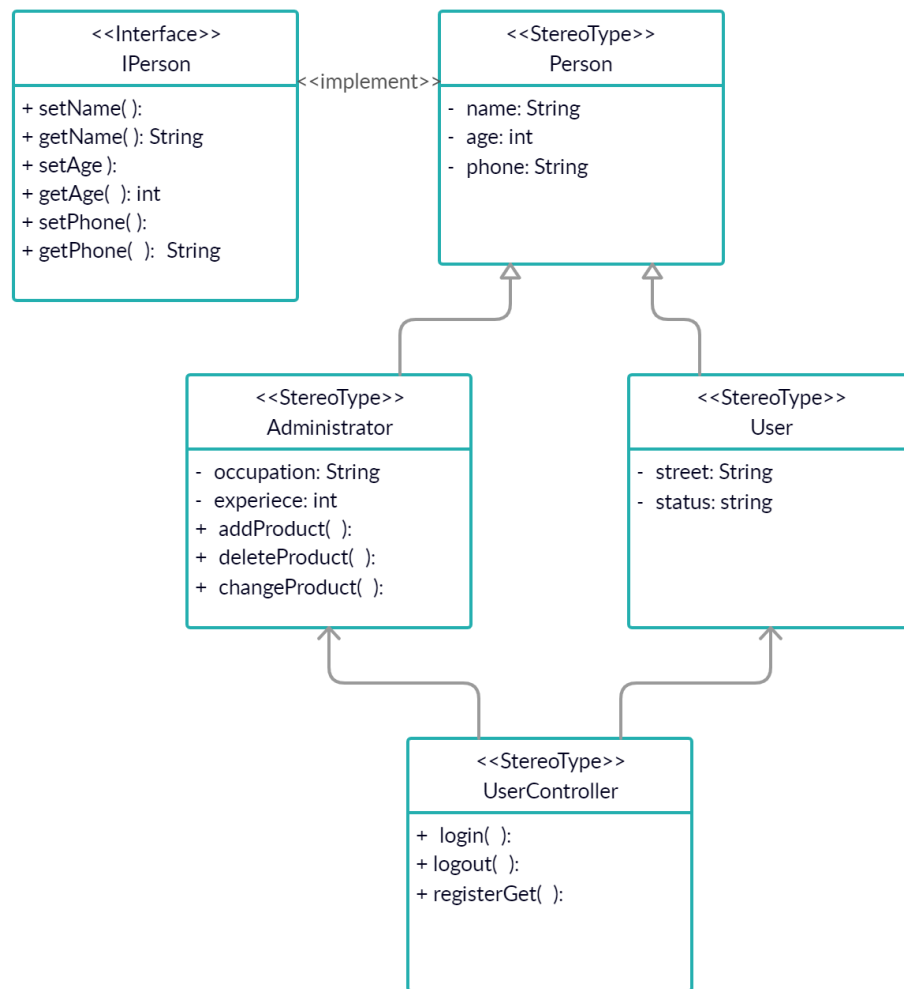 <<Interface>>
IPerson
+ setName( ):
+ getName( ): String
+ setAge ):
+ getAge(  ): int
+ setPhone( ):
+ getPhone(  ):  String
<<implement>>
<<StereoType>>
Person
-  name: String
-  age: int
-  phone: String
<<StereoType>>
Administrator
-  occupation: String
-  experiece: int
+  addProduct(  ):
+  deleteProduct(  ):
+  changeProduct(  ):
<<StereoType>>
User
-  street: String
-  status: string
<<StereoType>>
UserController
+  login(  ):
+ logout(  ):
+ registerGet(  ):